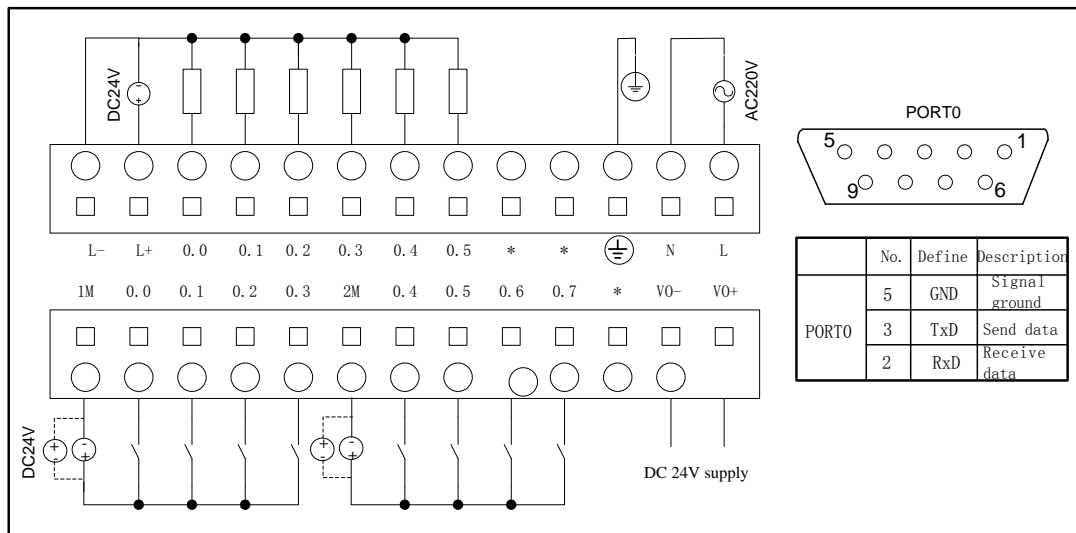 DC24V
AC220V
L- L+ 0.0 0.1 0.2 0.3 0.4 0.5 * * N L
1M 0.0 0.1 0.2 0.3 2M 0.4 0.5 0.6 0.7 * VO- VO+
DC24V
DC 24V supply
PORT0
5 1
9 6
No. Define Description
PORT0
5 GND Signal ground
3 TxD Send data
2 RxD Receive data